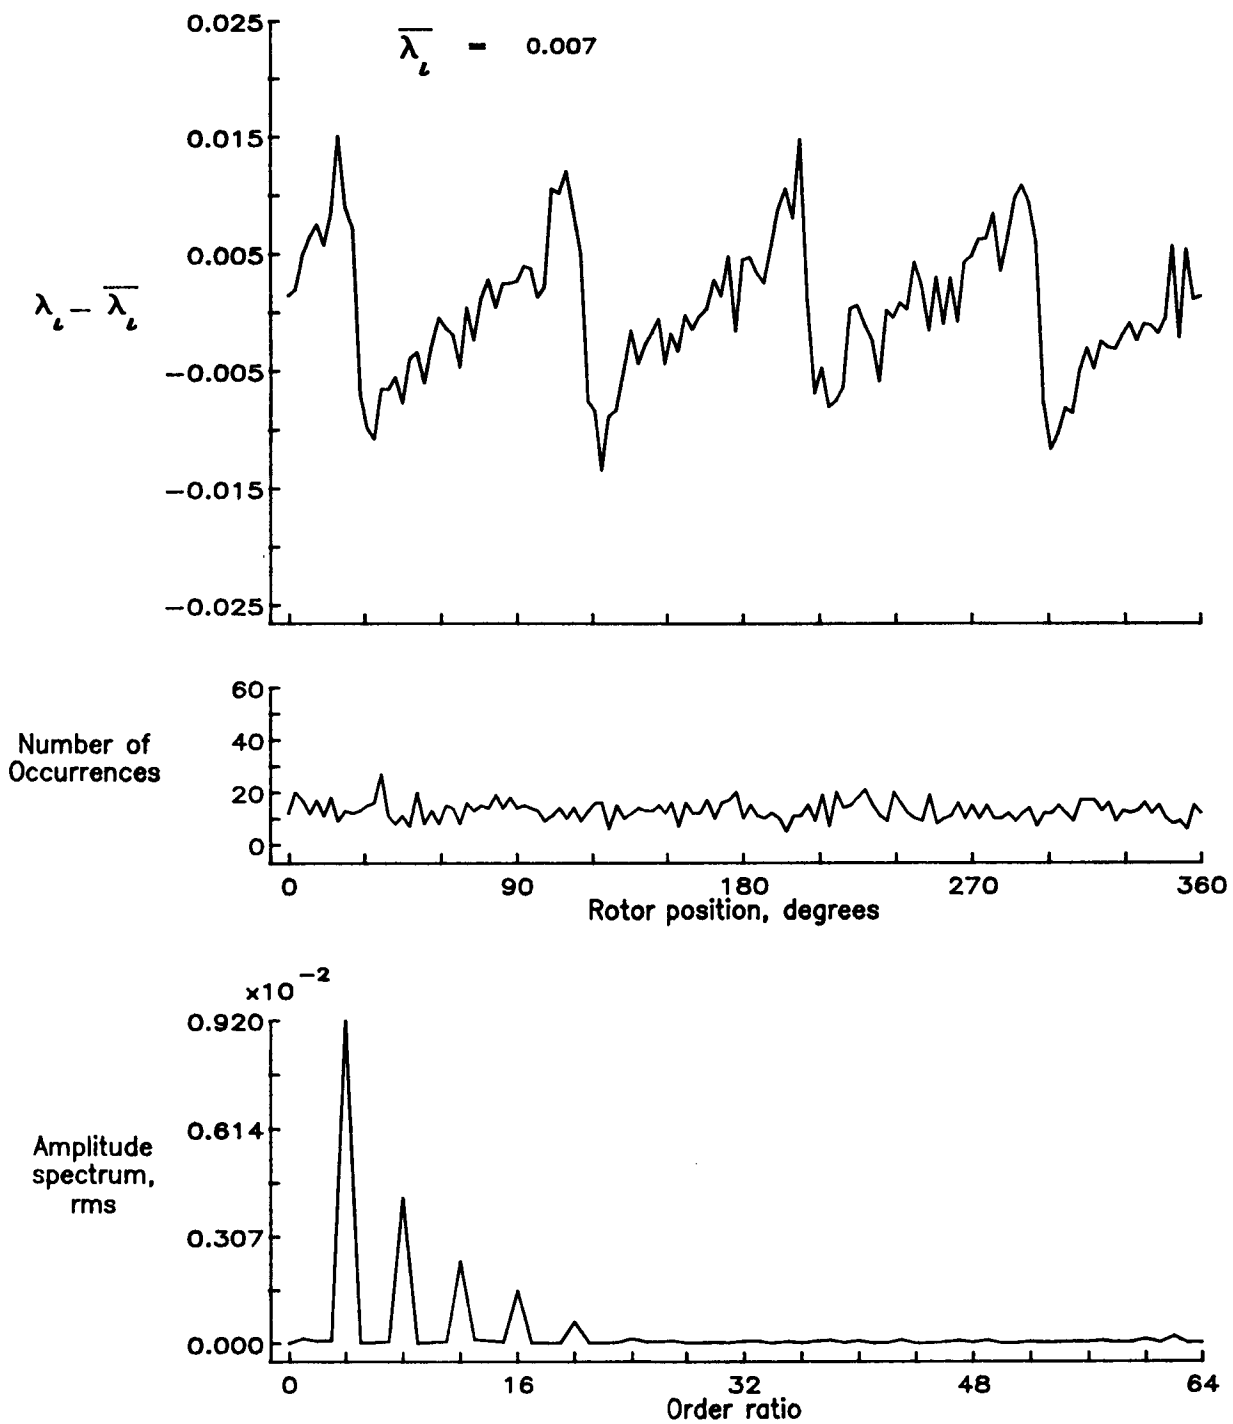 0.025
λ̅ι = 0.007
0.015
0.005
λι – λ̅ι
−0.005
−0.015
−0.025
60
Number of
Occurrences
40
20
0
0 90 180 270 360
Rotor position, degrees
×10 −2
0.920
0.614
Amplitude
spectrum,
rms
0.307
0.000
0 16 32 48 64
Order ratio